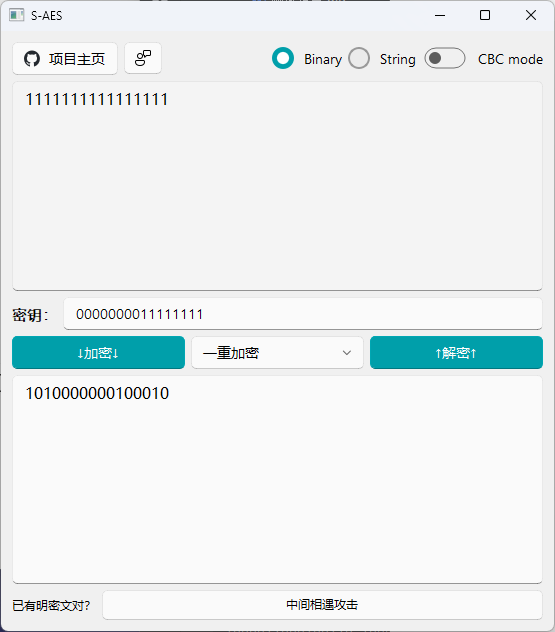 S-AES
项目主页
Binary
String
CBC mode
1111111111111111
密钥：
0000000011111111
↓加密↓
一重加密
↑解密↑
1010000000100010
已有明密文对？
中间相遇攻击